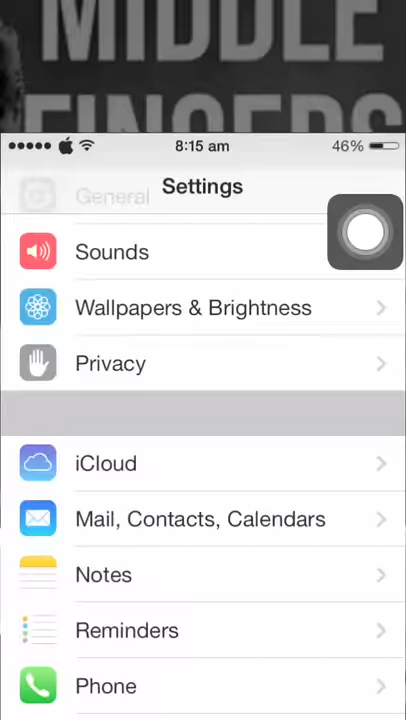 MIDDLE
FINGERS
8:15 am
46%
General
Settings
Sounds
Wallpapers & Brightness
Privacy
iCloud
Mail, Contacts, Calendars
Notes
Reminders
Phone